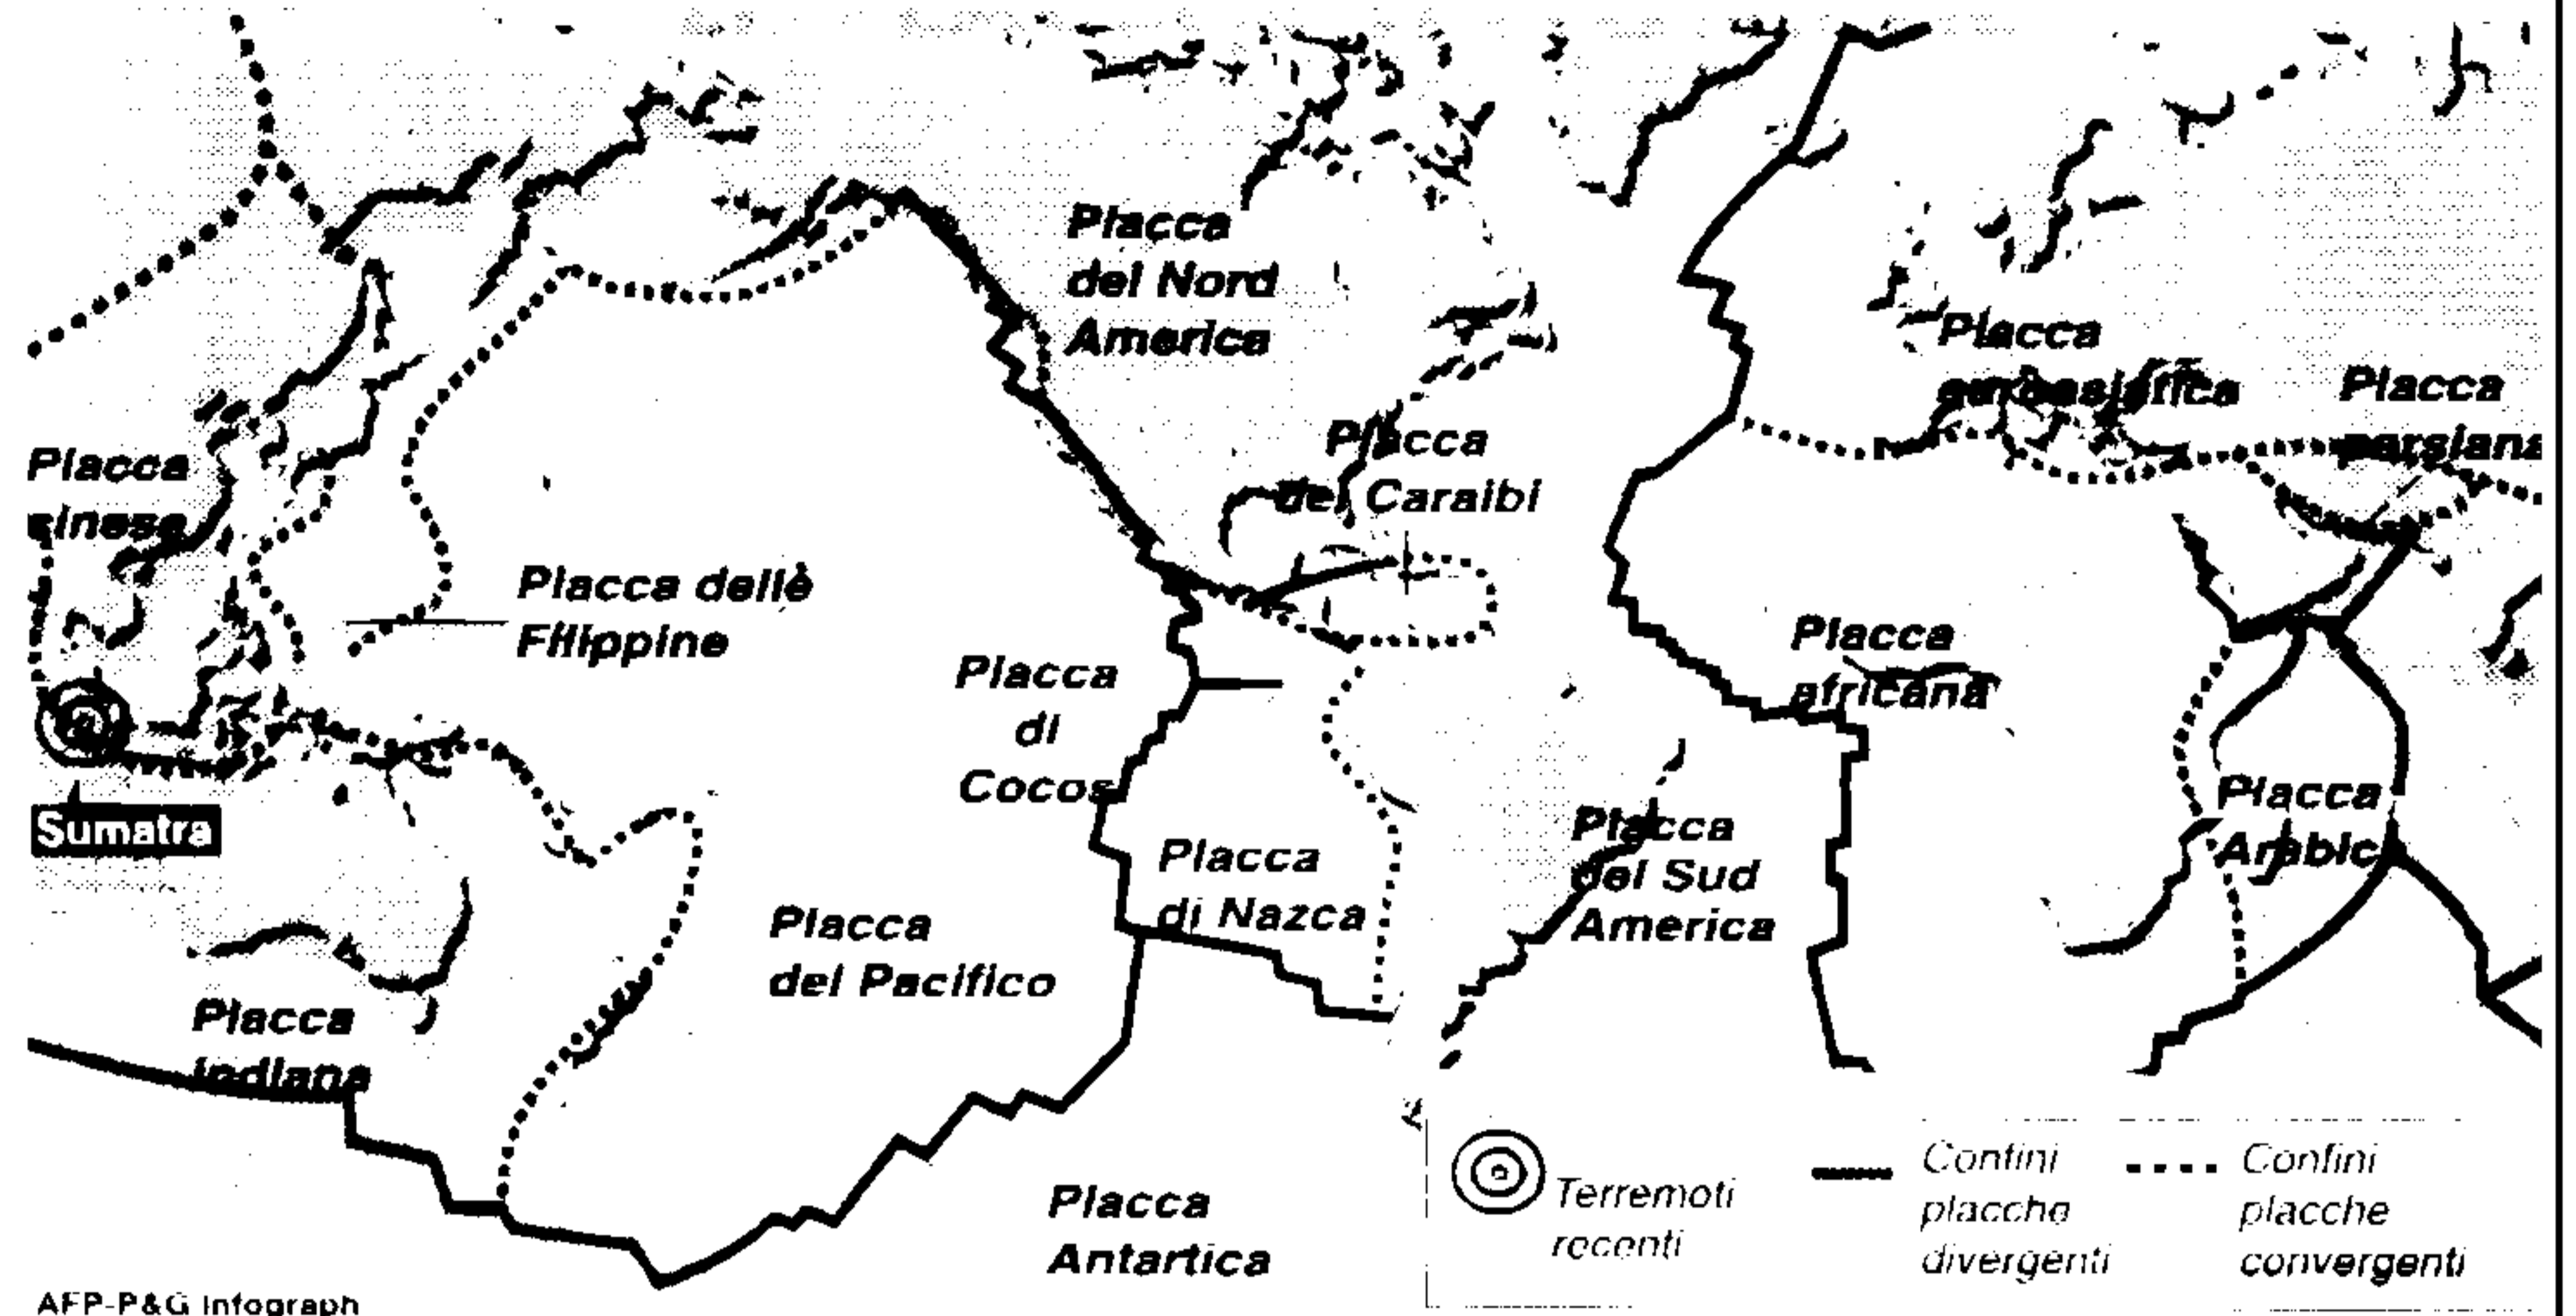 Placca
del Nord
America
Placca
euroasiatica
Placca
persiana
Placca
dei Caraibi
Placca
cinese
Placca delle
Filippine
Placca
di
Cocos
Placca
africana
Sumatra
Placca
di Nazca
Placca
del Sud
America
Placca
Arabica
Placca
del Pacifico
Placca
indiana
Placca
Antartica
Terremoti
recenti
Confini
placche
divergenti
Confini
placche
convergenti
AFP-P&G Infograph